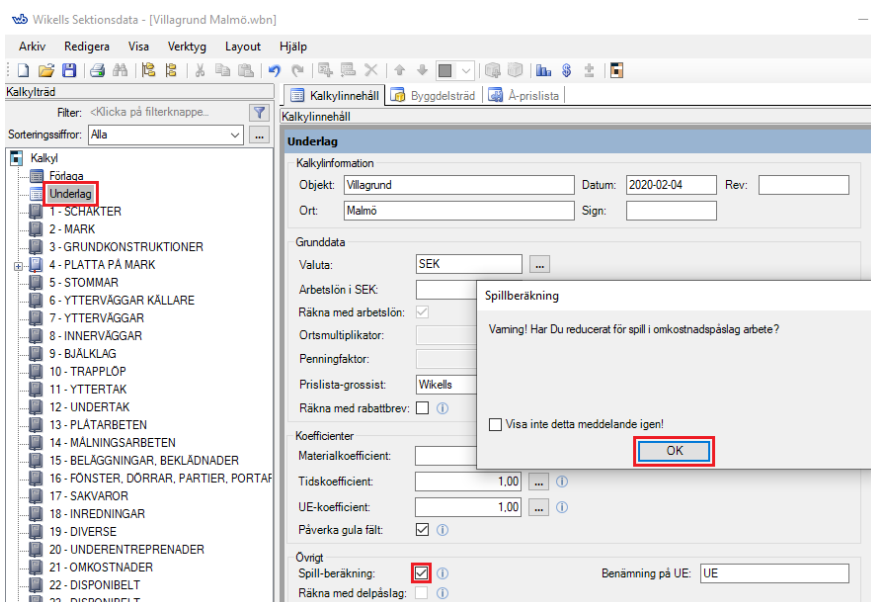 Wikells Sektionsdata - [Villagrund Malmö.wbn]
Arkiv Redigera Visa Verktyg Layout Hjälp
Kalkylträd
Filter: <Klicka på filterknappe...
Sorteringssiffror: Alla ...
Kalkyl
Förlaga
Underlag
1 - SCHAKTER
2 - MARK
3 - GRUNDKONSTRUKTIONER
4 - PLATTA PÅ MARK
5 - STOMMAR
6 - YTTERVÄGGAR KÄLLARE
7 - YTTERVÄGGAR
8 - INNERVÄGGAR
9 - BJÄLKLAG
10 - TRAPPLÖP
11 - YTTERTAK
12 - UNDERTAK
13 - PLÅTARBETEN
14 - MÅLNINGSARBETEN
15 - BELÄGGNINGAR, BEKLÄDNADER
16 - FÖNSTER, DÖRRAR, PARTIER, PORTAR
17 - SAKVAROR
18 - INREDNINGAR
19 - DIVERSE
20 - UNDERENTREPRENADER
21 - OMKOSTNADER
22 - DISPONIBELT
23 - DISPONIBELT
Kalkylinnehåll Byggdelsträd Á-prislista
Kalkylinnehåll
Underlag
Kalkylinformation
Objekt: Villagrund Datum: 2020-02-04 Rev:
Ort: Malmö Sign:
Grunddata
Valuta: SEK ...
Arbetslön i SEK:
Räkna med arbetslön:
Ortsmultiplikator:
Penningfaktor:
Prislista-grossist: Wikells
Räkna med rabattbrev:
Koefficienter
Materialkoefficient:
Tidskoefficient: 1,00 ...
UE-koefficient: 1,00 ...
Påverka gula fält:
Övrigt
Spill-beräkning: Benämning på UE: UE
Räkna med delpåslag:
Spillberäkning
Varning! Har Du reducerat för spill i omkostnadspåslag arbete?
Visa inte detta meddelande igen!
OK